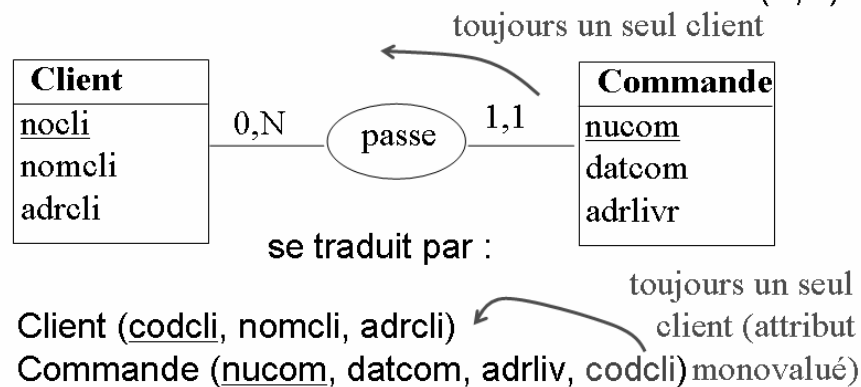 toujours un seul client
Client
Commande
nocli
0,N
passe
1,1
nucom
nomcli
datcom
adrcli
adrlivr
se traduit par :
toujours un seul
Client (codcli, nomcli, adrcli)
client (attribut
Commande (nucom, datcom, adrliv, codcli) monovalué)